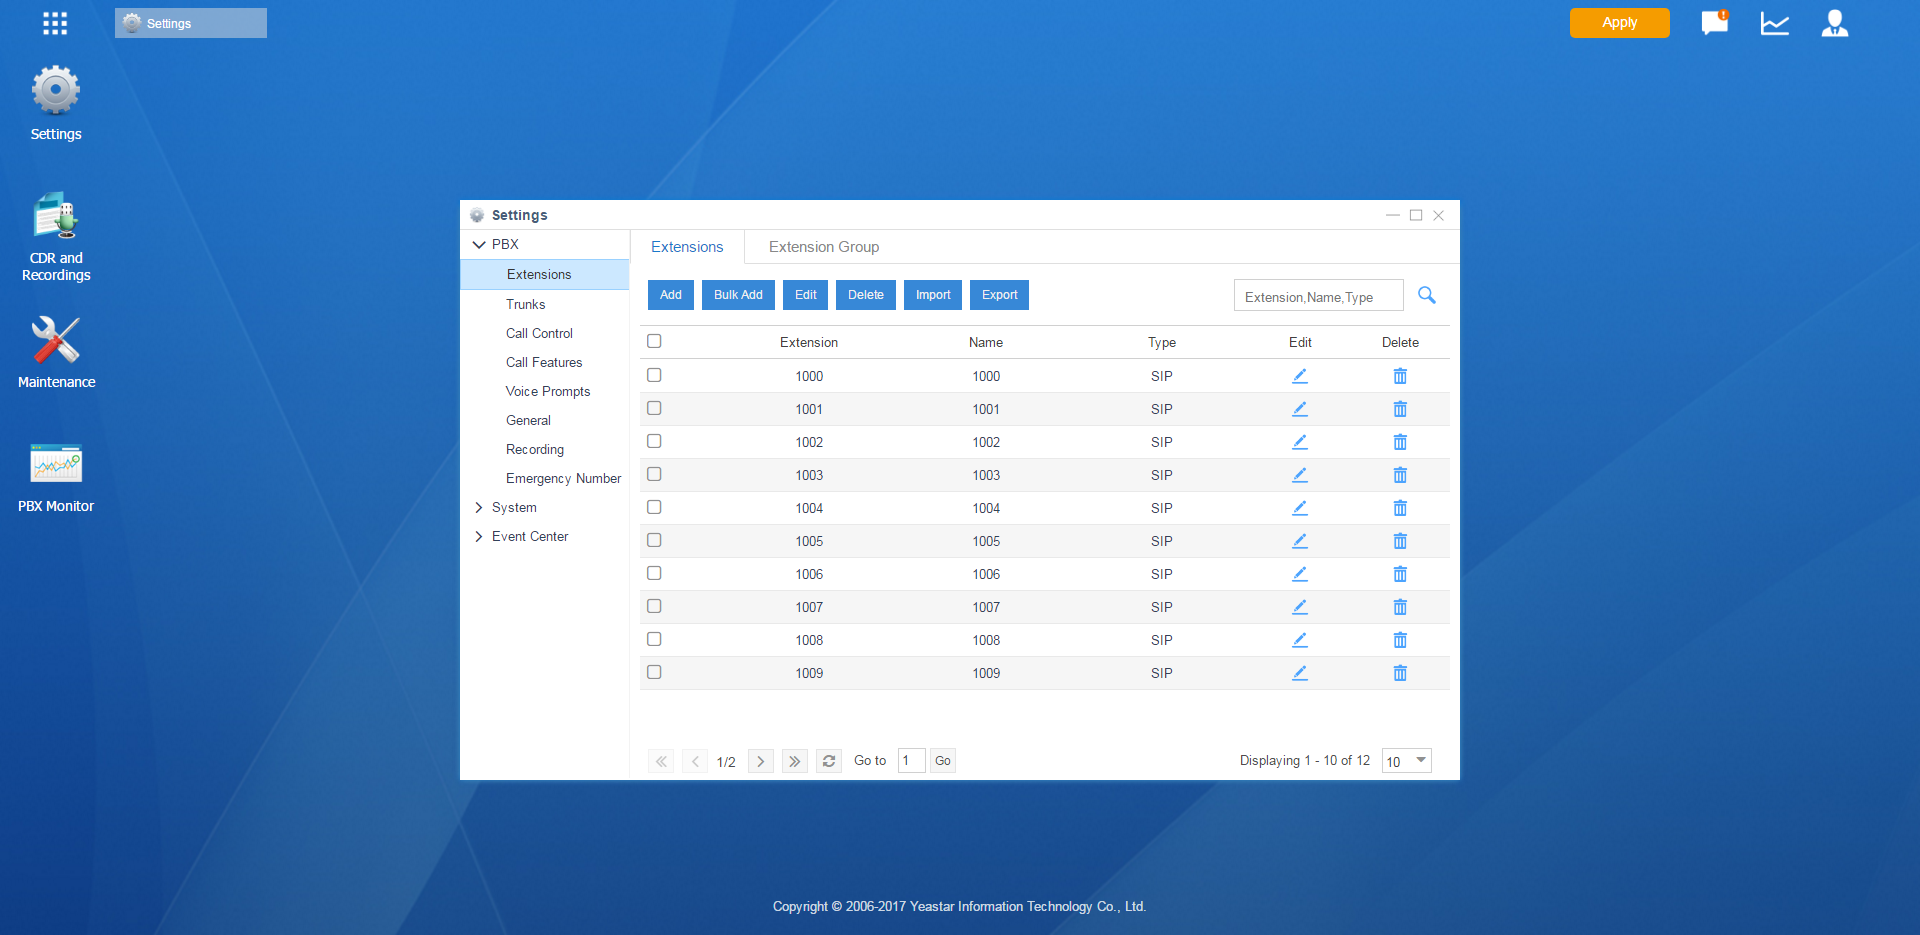 Settings
Apply
!
Settings
CDR and
Recordings
Maintenance
PBX Monitor
Settings
PBX
Extensions
Trunks
Call Control
Call Features
Voice Prompts
General
Recording
Emergency Number
System
Event Center
Extensions Extension Group
Add Bulk Add Edit Delete Import Export Extension,Name,Type
Extension Name Type Edit Delete
1000 1000 SIP
1001 1001 SIP
1002 1002 SIP
1003 1003 SIP
1004 1004 SIP
1005 1005 SIP
1006 1006 SIP
1007 1007 SIP
1008 1008 SIP
1009 1009 SIP
1/2 Go to 1 Go Displaying 1 - 10 of 12 10
Copyright © 2006-2017 Yeastar Information Technology Co., Ltd.